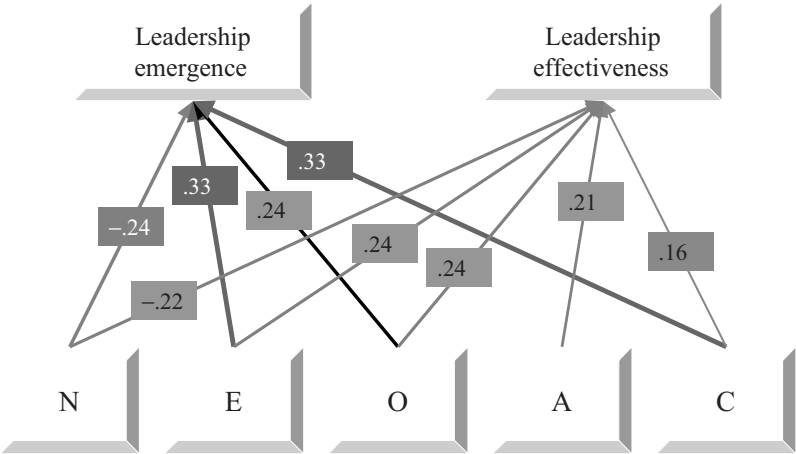 Leadership
emergence
Leadership
effectiveness
.33
.33
.24
.21
–.24
.24
.24
.16
–.22
N
E
O
A
C